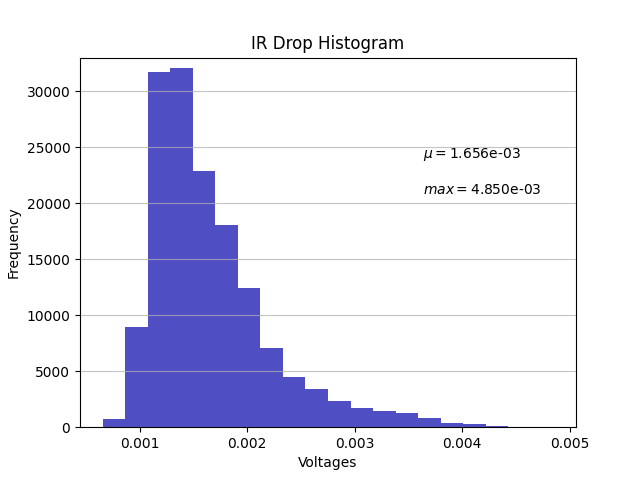 IR Drop Histogram
30000
25000
20000
15000
10000
5000
0
Frequency
μ = 1.656e-03
max = 4.850e-03
0.001 0.002 0.003 0.004 0.005
Voltages